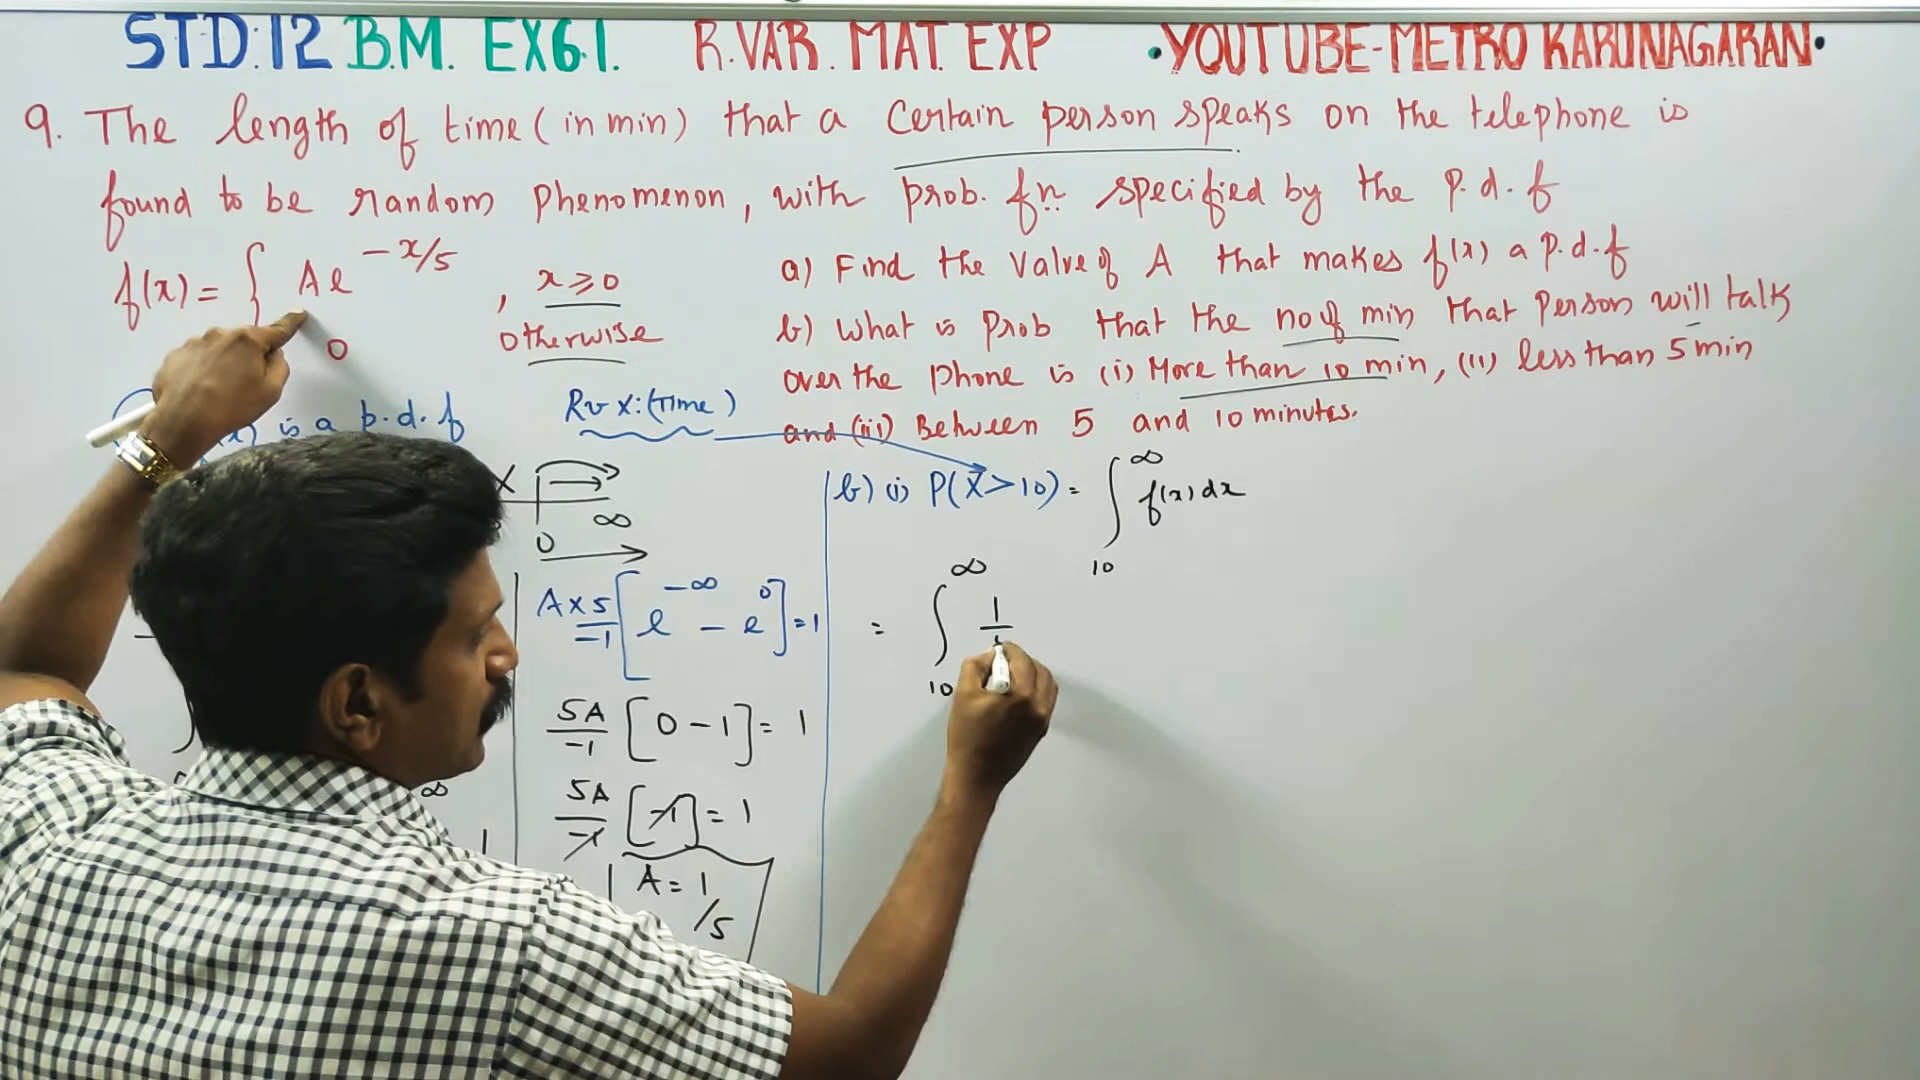 STD:12 B.M. EX6.1. R.VAR. MAT. EXP •YOUTUBE-METRO KARUNAGARAN•
9. The length of time (in min) that a certain person speaks on the telephone is
found to be random phenomenon, with prob. fn specified by the p.d.f
f(x) = { Ae^{-x/5}, x ≥ 0
0 otherwise
a) Find the value of A that makes f(x) a p.d.f
b) What is prob that the no of min that person will talk
over the phone is (i) More than 10 min, (ii) less than 5 min
and (iii) Between 5 and 10 minutes.
is a p.d.f
Rv X: (Time)
X
0 ∞
A×5/-1 [e^{-∞} - e^{0}] = 1
5A/-1 [0 - 1] = 1
5A/-1 [-1] = 1
A = 1/5
∞
b) (i) P(X > 10) = ∫_{10}^{∞} f(x) dx
= ∫_{10}^{∞} 1